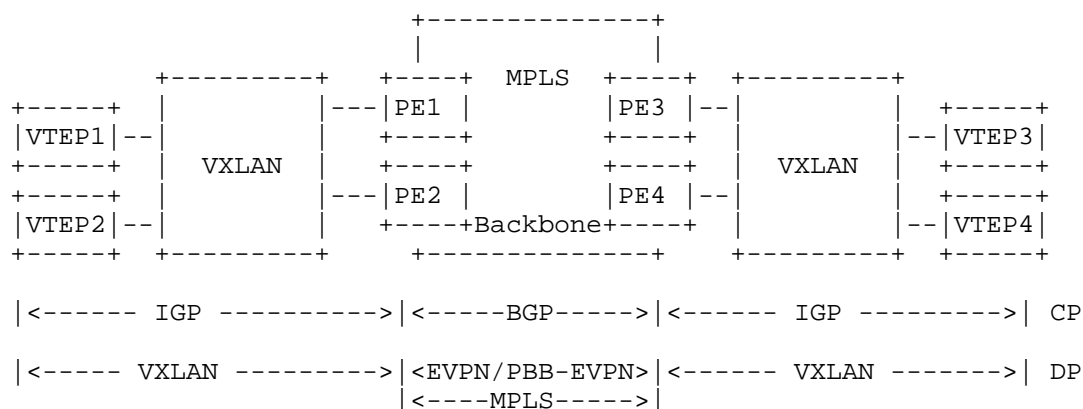 MPLS
PE1 PE3
VTEP1 VTEP3
VXLAN VXLAN
PE2 PE4
VTEP2 Backbone VTEP4
|<------ IGP ---------->|<-----BGP----->|<------ IGP --------->| CP
|<----- VXLAN --------->|<EVPN/PBB-EVPN>|<------ VXLAN ------->| DP
|<----MPLS----->|